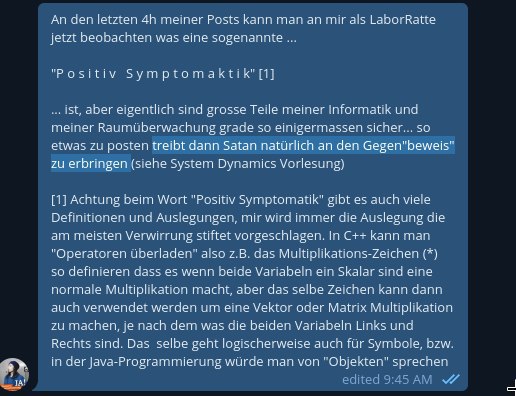 An den letzten 4h meiner Posts kann man an mir als LaborRatte
jetzt beobachten was eine sogenannte ...
"P o s i t i v  S y m p t o m a k t i k" [1]
... ist, aber eigentlich sind grosse Teile meiner Informatik und
meiner Raumüberwachung grade so einigermassen sicher... so
etwas zu posten treibt dann Satan natürlich an den Gegen"beweis"
zu erbringen (siehe System Dynamics Vorlesung)
[1] Achtung beim Wort "Positiv Symptomatik" gibt es auch viele
Definitionen und Auslegungen, mir wird immer die Auslegung die
am meisten Verwirrung stiftet vorgeschlagen. In C++ kann man
"Operatoren überladen" also z.B. das Multiplikations-Zeichen (*)
so definieren dass es wenn beide Variabeln ein Skalar sind eine
normale Multiplikation macht, aber das selbe Zeichen kann dann
auch verwendet werden um eine Vektor oder Matrix Multiplikation
zu machen, je nach dem was die beiden Variabeln Links und
Rechts sind. Das  selbe geht logischerweise auch für Symbole, bzw.
in der Java-Programmierung würde man von "Objekten" sprechen
edited 9:45 AM
JA!